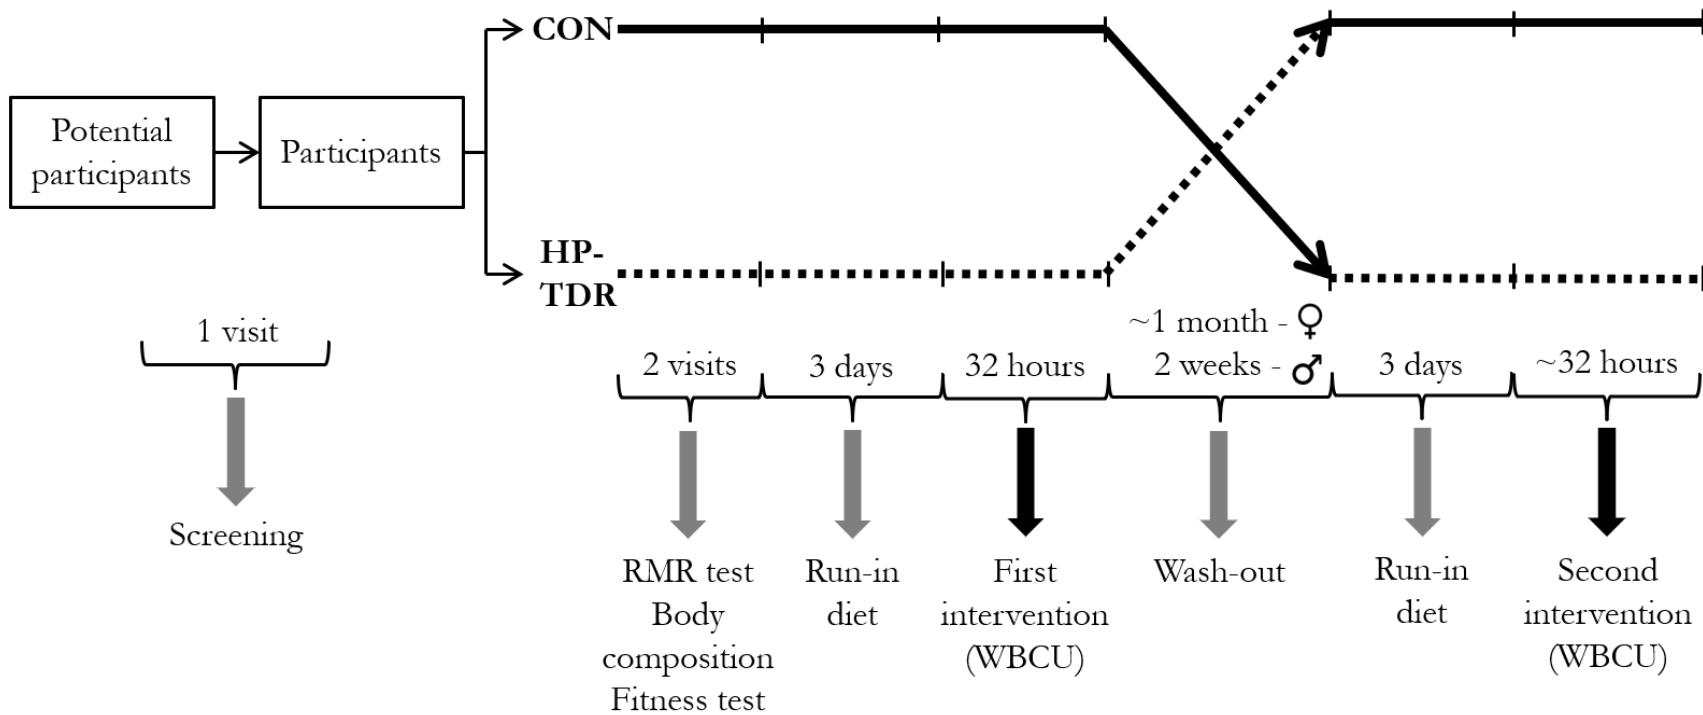 CON
Potential
participants
Participants
HP-
TDR
1 visit
Screening
2 visits
3 days
32 hours
~1 month - ♀
2 weeks - ♂
3 days
~32 hours
RMR test
Body
composition
Fitness test
Run-in
diet
First
intervention
(WBCU)
Wash-out
Run-in
diet
Second
intervention
(WBCU)